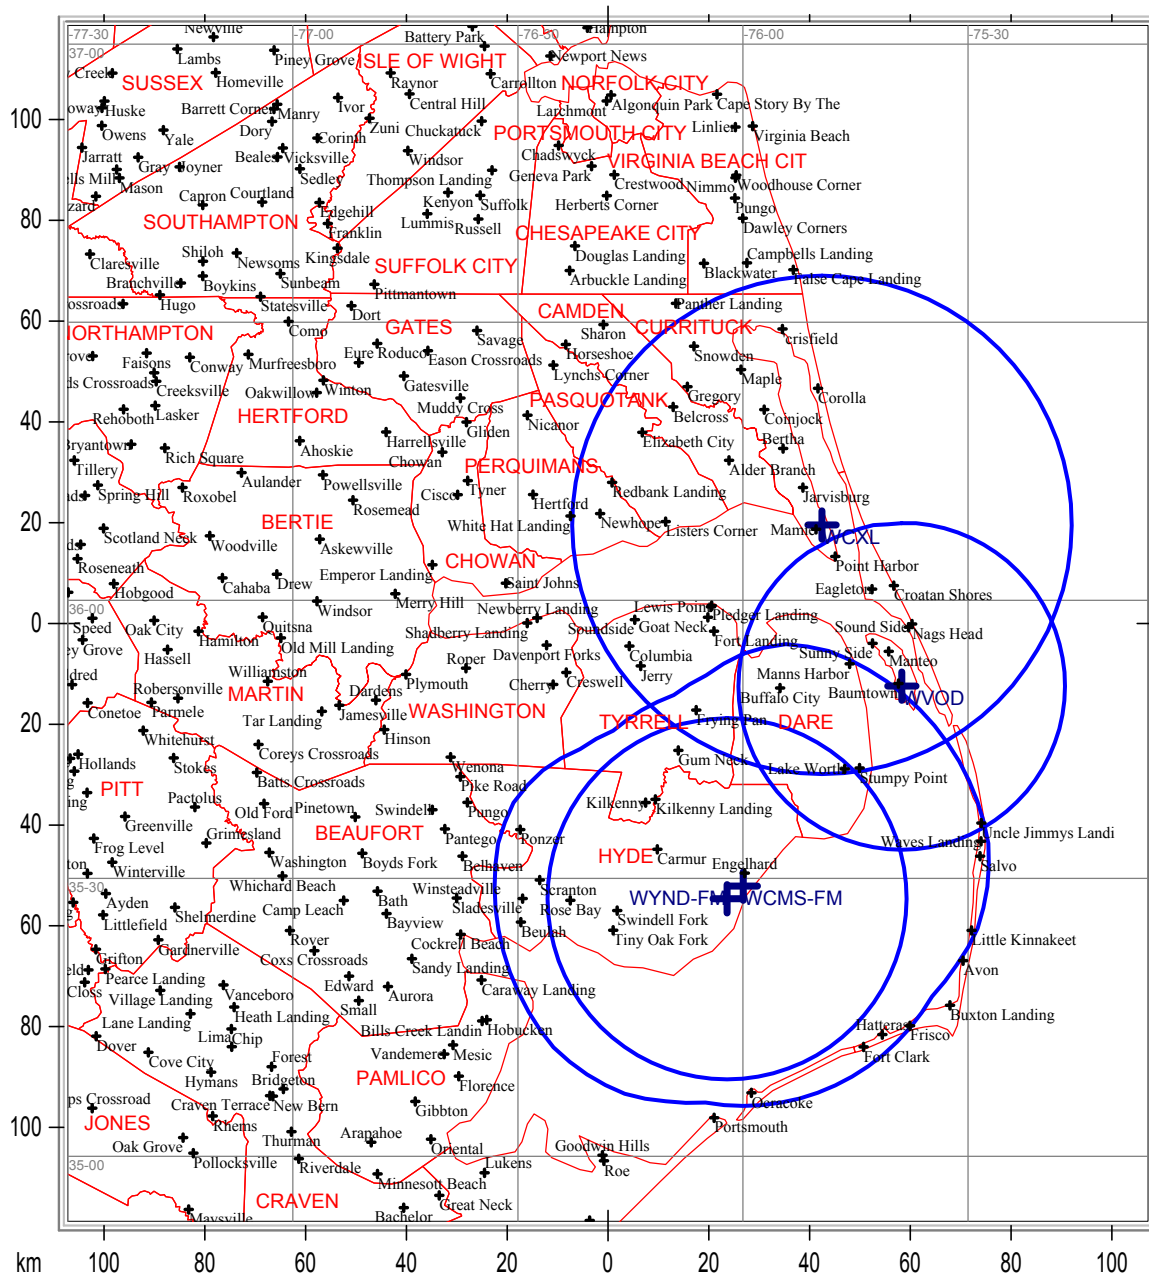 Newville
Battery Park
Hampton
-77-30
-77-00
-76-30
-76-00
-75-30
37-00
Lambs
Piney Grove
ISLE OF WIGHT
Newport News
Creek
SUSSEX
Homeville
Raynor
Carrollton
NORFOLK CITY
Huske
Barrett Corner
Manry
Ivor
Central Hill
Larchmont
Algonquin Park
Cape Story By The
100
Owens
Yale
Dory
Corinth
Zuni
Chuckatuck
PORTSMOUTH CITY
Linlier
Virginia Beach
Jarratt
Gray
Joyner
Beales
Vicksville
Windsor
Chadswyck
VIRGINIA BEACH CIT
Mason
Sedley
Thompson Landing
Geneva Park
Crestwood
Nimmo
Woodhouse Corner
Capron
Courtland
Edgehill
Kenyon
Suffolk
Herberts Corner
Pungo
80
SOUTHAMPTON
Franklin
Lummis
Russell
CHESAPEAKE CITY
Dawley Corners
Claresville
Shiloh
Newsoms
Kingsdale
SUFFOLK CITY
Douglas Landing
Campbells Landing
Branchville
Boykins
Sunbeam
Pittmantown
Arbuckle Landing
Blackwater
False Cape Landing
Hugo
Statesville
Dort
CAMDEN
Panther Landing
60
Como
GATES
Savage
Sharon
CURRITUCK
crisfield
Faisons
Conway
Murfreesboro
Eure
Roduco
Eason Crossroads
Horseshoe
Snowden
Creeksville
Oakwillow
Winton
Gatesville
Lynchs Corner
Maple
Rehoboth
Lasker
HERTFORD
Muddy Cross
PASQUOTANK
Gregory
Corolla
40
Gliden
Nicanor
Belcross
Coinjock
Bryantown
Rich Square
Ahoskie
Harrellsville
Elizabeth City
Bertha
Tillery
Chowan
PERQUIMANS
Alder Branch
Spring Hill
Roxobel
Aulander
Powellsville
Cisco
Tyner
Hertford
Redbank Landing
Jarvisburg
Rosemead
20
Scotland Neck
Woodville
BERTIE
Askewville
White Hat Landing
Newhope
Listers Corner
WCXL
Roseneath
Emperor Landing
CHOWAN
Point Harbor
Hobgood
Cahaba
Drew
Saint Johns
Eagleton
Croatan Shores
36-00
Windsor
Merry Hill
Newberry Landing
Lewis Point
Pledger Landing
0
Speed
Oak City
Quitsna
Shadberry Landing
Soundside
Goat Neck
Sound Side
Nags Head
Hamilton
Old Mill Landing
Davenport Forks
Fort Landing
Hassell
Roper
Columbia
Sunny Side
Manteo
Williamston
Plymouth
Cherry
Creswell
Jerry
Manns Harbor
Robersonville
MARTIN
Dardens
WASHINGTON
Buffalo City
Baumtown
WVOD
Conetoe
Parmele
Tar Landing
Jamesville
20
Whitehurst
Hinson
TYRRELL
Frying Pan
DARE
Hollands
Stokes
Coreys Crossroads
Gum Neck
Lake Worth
Stumpy Point
PITT
Batts Crossroads
Wenona
Pike Road
Pactolus
Old Ford
Pinetown
Swindell
Pungo
Kilkenny
Kilkenny Landing
40
Greenville
Grimesland
BEAUFORT
Pantego
Ponzer
Uncle Jimmys Landi
Frog Level
Washington
Boyds Fork
Belhaven
HYDE
Carmur
Waves Landing
Winterville
Engelhard
Salvo
35-30
Whichard Beach
Winsteadville
Scranton
Ayden
Camp Leach
Bath
Sladesville
Rose Bay
WYND-FM
WCMS-FM
Littlefield
Shelmerdine
Bayview
Swindell Fork
60
Gardnerville
Rover
Cockrell Beach
Beulah
Tiny Oak Fork
Little Kinnakeet
Grifton
Coxs Crossroads
Sandy Landing
Avon
Pearce Landing
Edward
Caraway Landing
Village Landing
Vanceboro
Small
Aurora
Lane Landing
Heath Landing
Buxton Landing
80
Dover
Lima
Chip
Bills Creek Landin
Hobucken
Hatteras
Frisco
Cove City
Forest
Vandemere
Mesic
Fort Clark
Hymans
Bridgeton
PAMLICO
Florence
Craven Terrace
New Bern
Gibbton
Ocracoke
100
JONES
Rhems
Portsmouth
Oak Grove
Thurman
Arapahoe
Oriental
Goodwin Hills
35-00
Pollocksville
Riverdale
Lukens
Roe
Minnesott Beach
CRAVEN
Great Neck
Maysville
Bachelor
km 100 80 60 40 20 0 20 40 60 80 100